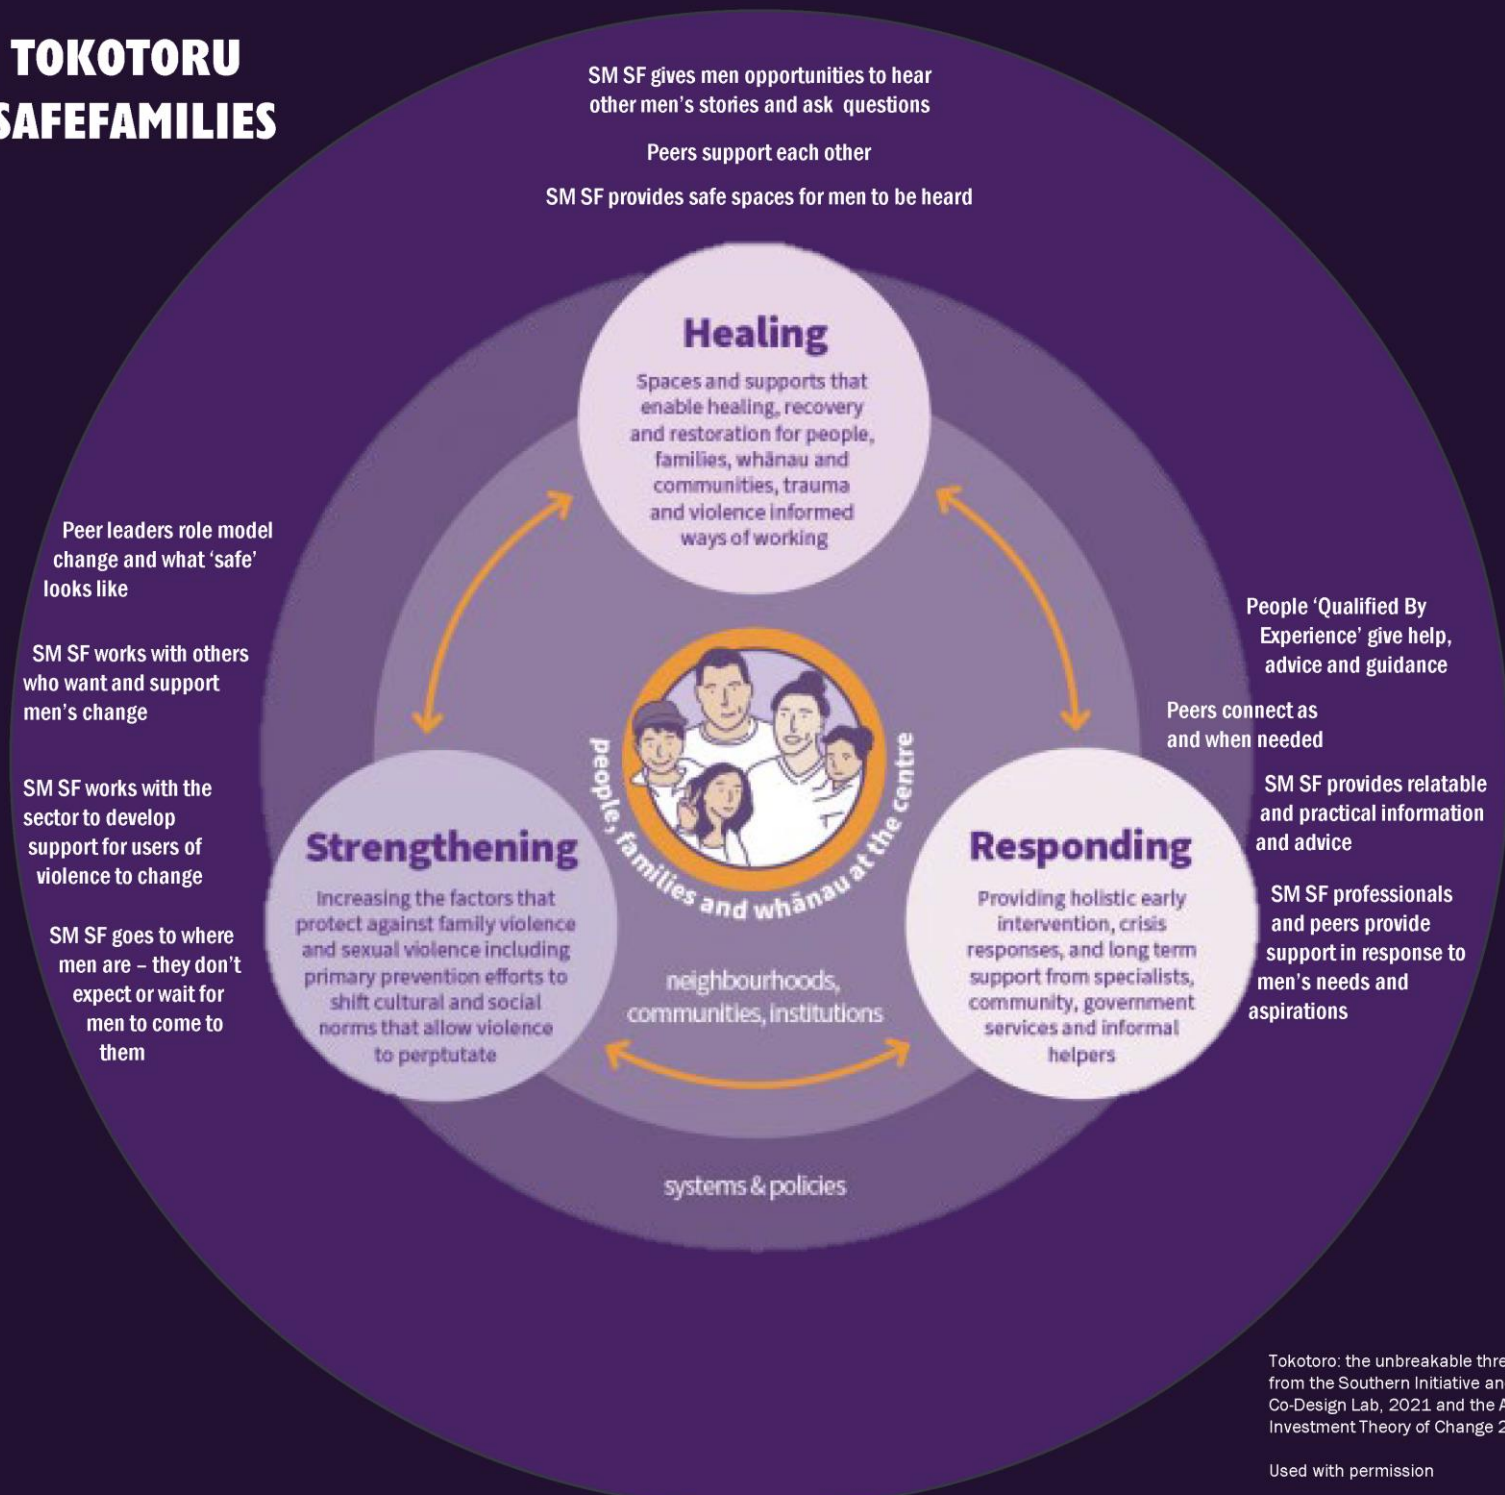 TOKOTORU
SAFEFAMILIES
SM SF gives men opportunities to hear
other men's stories and ask questions
Peers support each other
SM SF provides safe spaces for men to be heard
Healing
Spaces and supports that
enable healing, recovery
and restoration for people,
families, whānau and
communities, trauma
and violence informed
ways of working
Peer leaders role model
change and what ‘safe’
looks like
SM SF works with others
who want and support
men's change
SM SF works with the
sector to develop
support for users of
violence to change
SM SF goes to where
men are – they don't
expect or wait for
men to come to
them
Strengthening
Increasing the factors that
protect against family violence
and sexual violence including
primary prevention efforts to
shift cultural and social
norms that allow violence
to perptutate
people, families and whānau at the centre
neighbourhoods,
communities, institutions
systems & policies
Responding
Providing holistic early
intervention, crisis
responses, and long term
support from specialists,
community, government
services and informal
helpers
People ‘Qualified By
Experience’ give help,
advice and guidance
Peers connect as
and when needed
SM SF provides relatable
and practical information
and advice
SM SF professionals
and peers provide
support in response to
men's needs and
aspirations
Tokotoro: the unbreakable
from the Southern Initiative
Co-Design Lab, 2021 and the
Investment Theory of Change
Used with permission